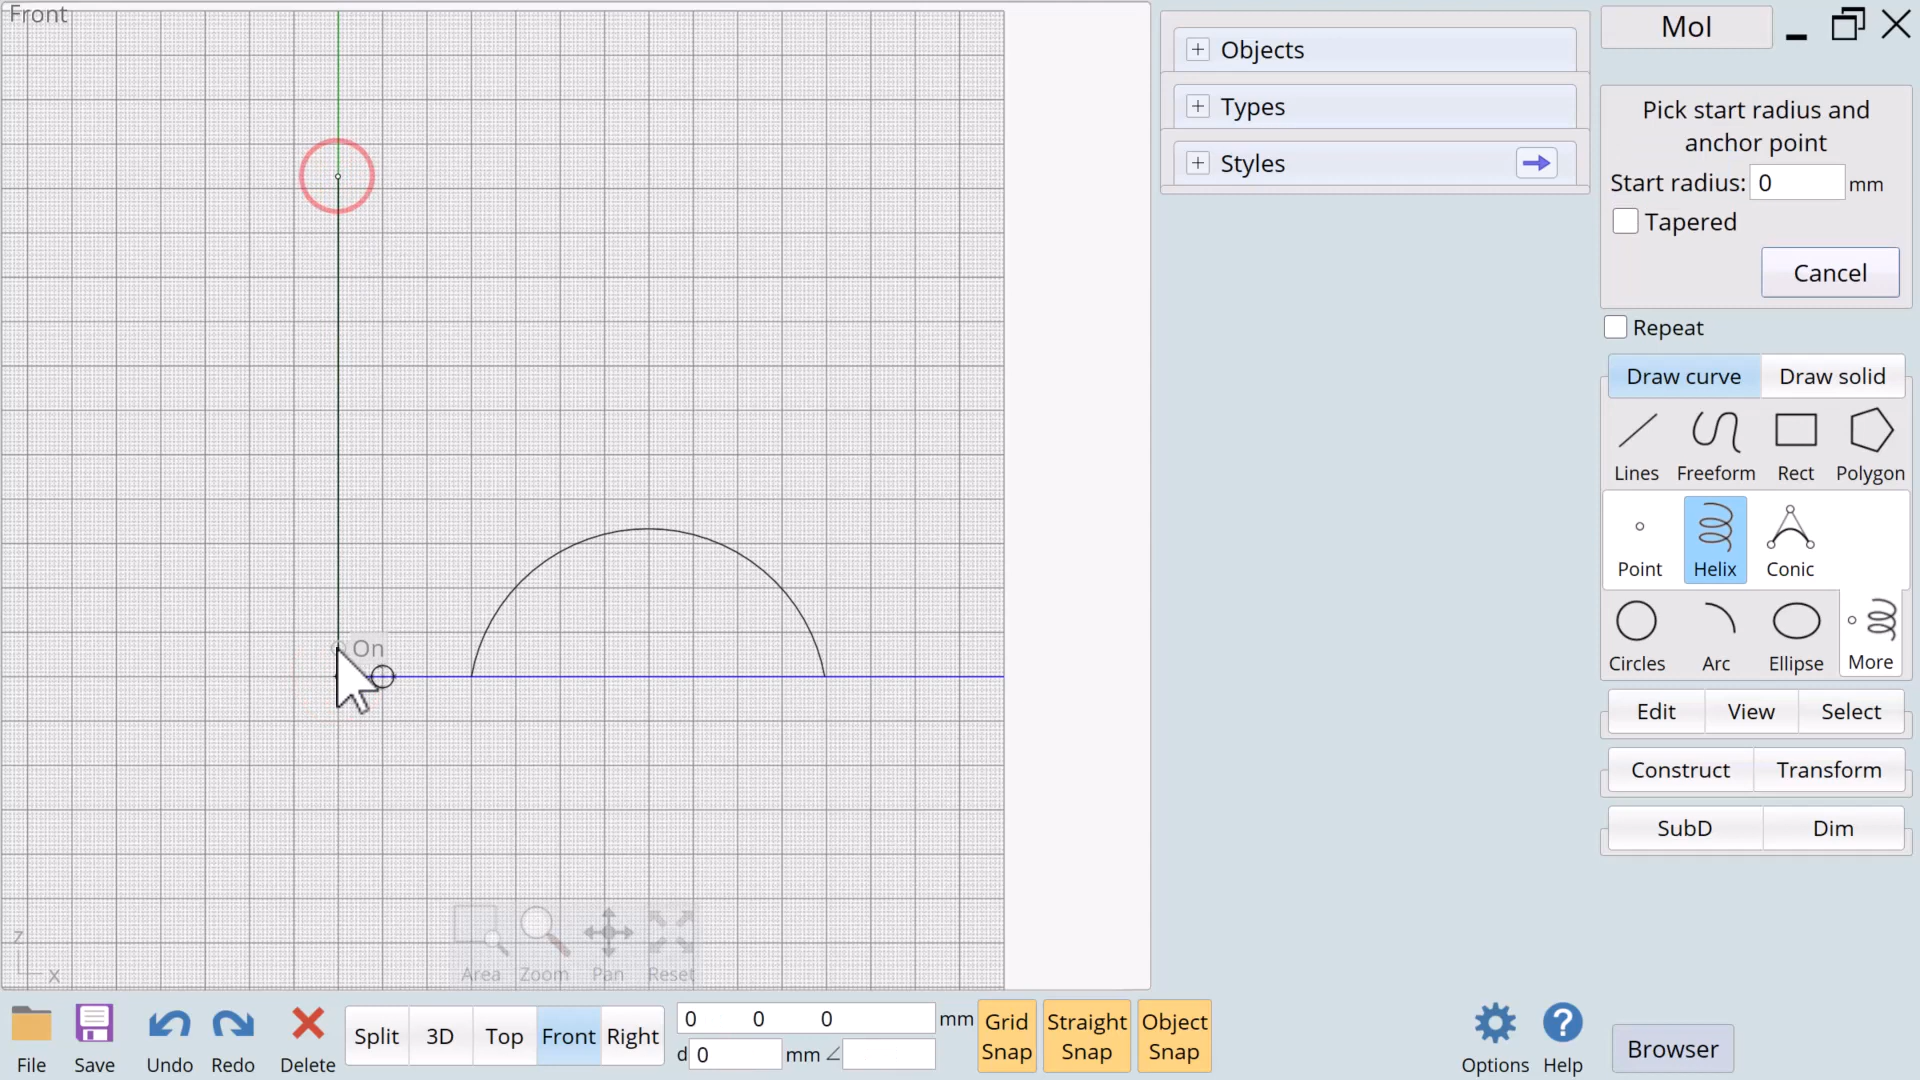 Front
On
z
x
Area Zoom Pan Reset
Objects
Types
Styles
MoI
Pick start radius and
anchor point
Start radius: 0 mm
Tapered
Cancel
Repeat
Draw curve Draw solid
Lines Freeform Rect Polygon
Point Helix Conic
Circles Arc Ellipse More
Edit View Select
Construct Transform
SubD Dim
File Save Undo Redo Delete
Split 3D Top Front Right
0 0 0 mm
d 0 mm
Grid
Snap
Straight
Snap
Object
Snap
Options Help
Browser